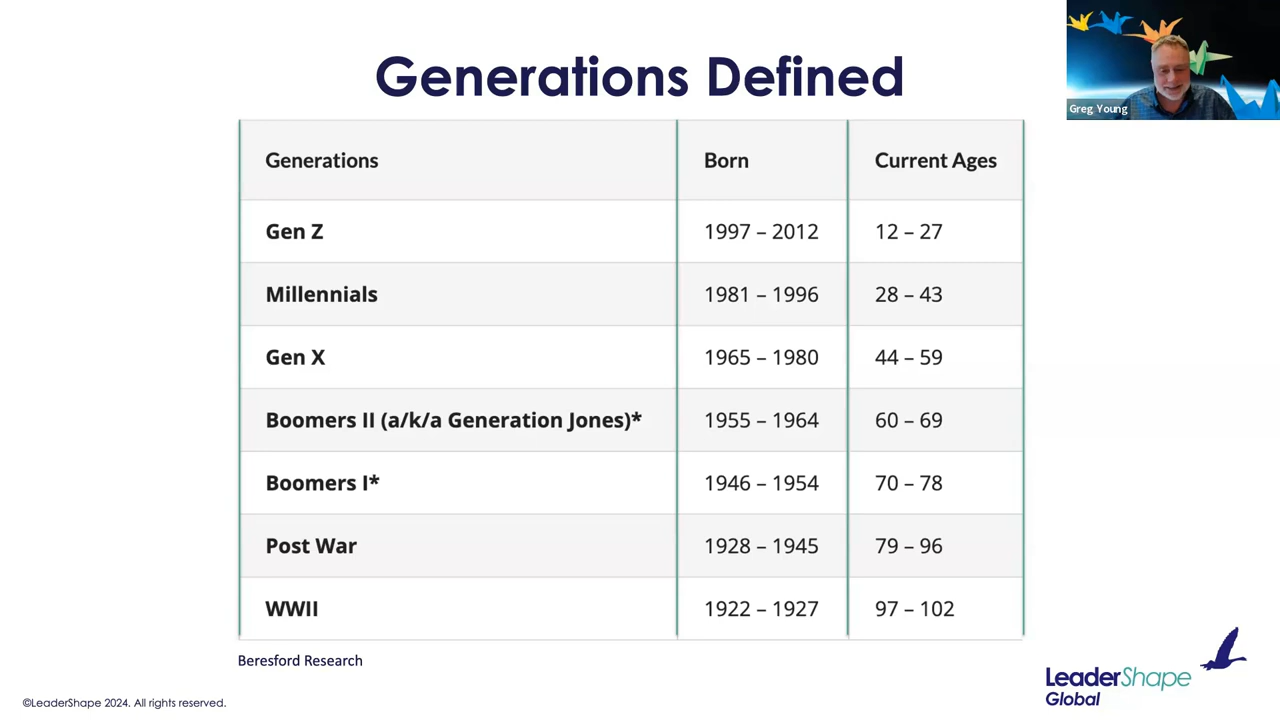 Generations Defined
Greg Young
Generations Born Current Ages
Gen Z 1997 – 2012 12 – 27
Millennials 1981 – 1996 28 – 43
Gen X 1965 – 1980 44 – 59
Boomers II (a/k/a Generation Jones)* 1955 – 1964 60 – 69
Boomers I* 1946 – 1954 70 – 78
Post War 1928 – 1945 79 – 96
WWII 1922 – 1927 97 – 102
Beresford Research
LeaderShape
Global
©LeaderShape 2024. All rights reserved.